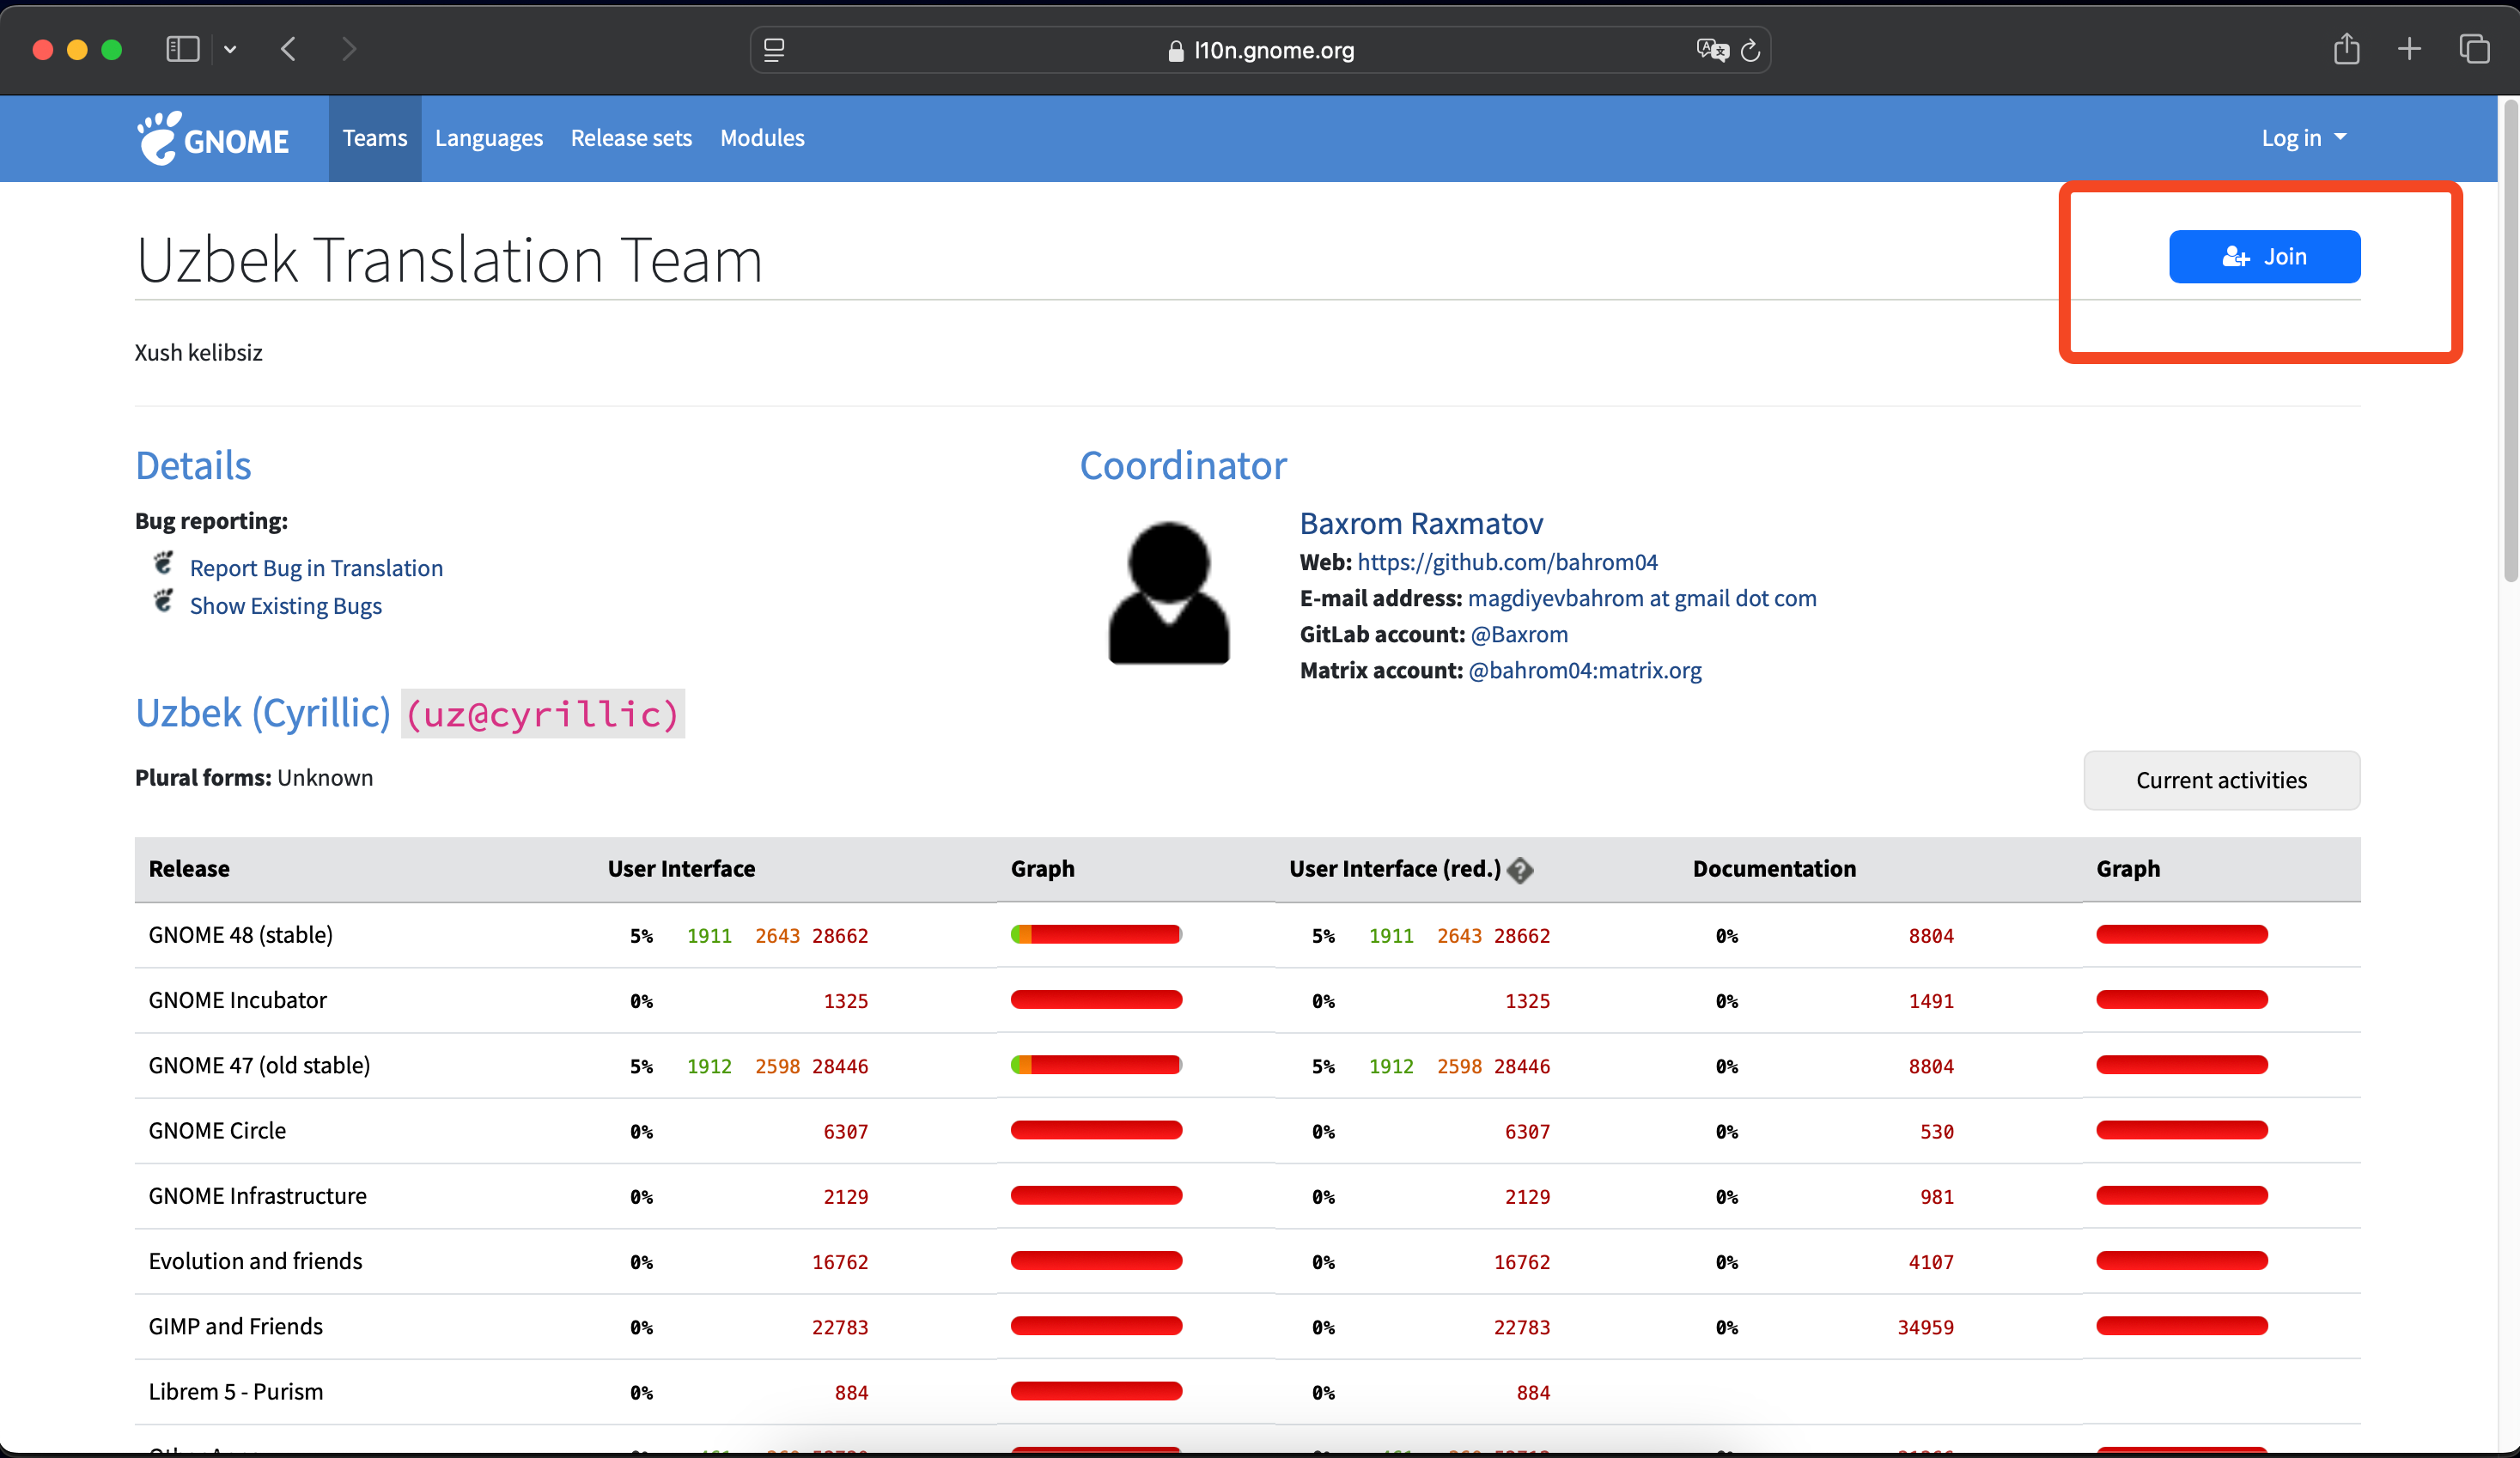 l10n.gnome.org
GNOME Teams Languages Release sets Modules Log in
Uzbek Translation Team
Join
Xush kelibsiz
Details
Bug reporting:
Report Bug in Translation
Show Existing Bugs
Coordinator
Baxrom Raxmatov
Web: https://github.com/bahrom04
E-mail address: magdiyevbahrom at gmail dot com
GitLab account: @Baxrom
Matrix account: @bahrom04:matrix.org
Uzbek (Cyrillic) (uz@cyrillic)
Plural forms: Unknown
Current activities
Release User Interface Graph User Interface (red.) Documentation Graph
GNOME 48 (stable) 5% 1911 2643 28662 5% 1911 2643 28662 0% 8804
GNOME Incubator 0% 1325 0% 1325 0% 1491
GNOME 47 (old stable) 5% 1912 2598 28446 5% 1912 2598 28446 0% 8804
GNOME Circle 0% 6307 0% 6307 0% 530
GNOME Infrastructure 0% 2129 0% 2129 0% 981
Evolution and friends 0% 16762 0% 16762 0% 4107
GIMP and Friends 0% 22783 0% 22783 0% 34959
Librem 5 - Purism 0% 884 0% 884